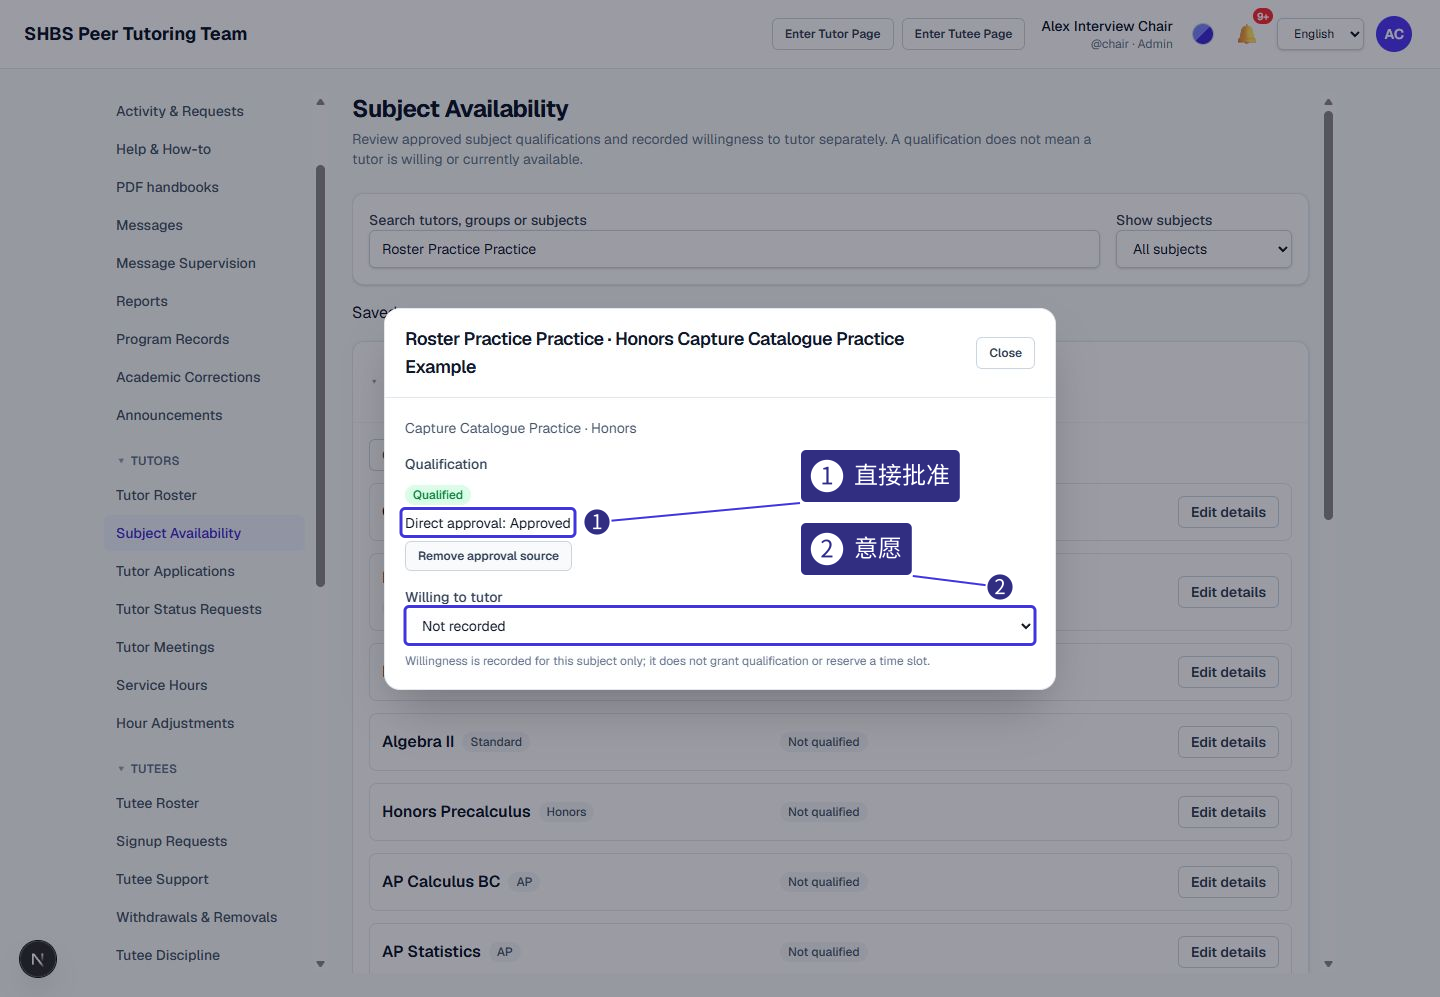 SHBS Peer Tutoring Team
Enter Tutor Page
Enter Tutee Page
Alex Interview Chair
@chair · Admin
9+
English
AC
Activity & Requests
Help & How-to
PDF handbooks
Messages
Message Supervision
Reports
Program Records
Academic Corrections
Announcements
TUTORS
Tutor Roster
Subject Availability
Tutor Applications
Tutor Status Requests
Tutor Meetings
Service Hours
Hour Adjustments
TUTEES
Tutee Roster
Signup Requests
Tutee Support
Withdrawals & Removals
Tutee Discipline
N
Subject Availability
Review approved subject qualifications and recorded willingness to tutor separately. A qualification does not mean a
tutor is willing or currently available.
Search tutors, groups or subjects
Roster Practice Practice
Show subjects
All subjects
Roster Practice Practice · Honors Capture Catalogue Practice
Example
Close
Capture Catalogue Practice · Honors
Qualification
Qualified
Direct approval: Approved
1
1 直接批准
Remove approval source
2 意愿
2
Willing to tutor
Not recorded
Willingness is recorded for this subject only; it does not grant qualification or reserve a time slot.
Edit details
Edit details
Edit details
Algebra II Standard Not qualified Edit details
Honors Precalculus Honors Not qualified Edit details
AP Calculus BC AP Not qualified Edit details
AP Statistics AP Not qualified Edit details